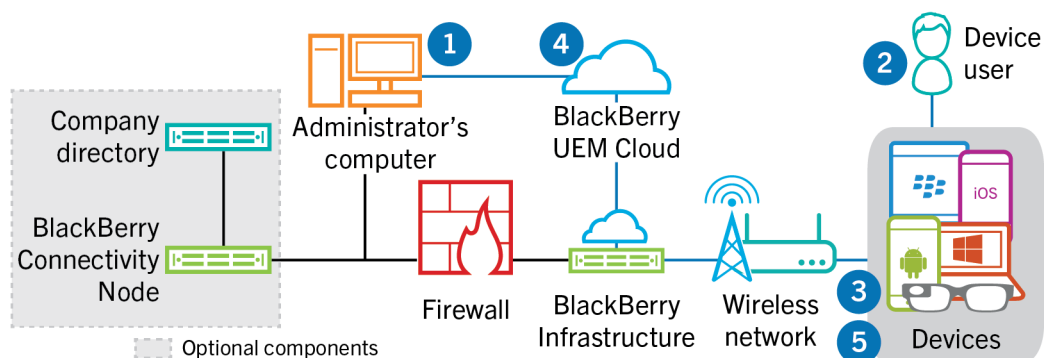 1
4
2
Device
user
Company
directory
Administrator's
computer
BlackBerry
UEM Cloud
iOS
BlackBerry
Connectivity
Node
Firewall
BlackBerry
Infrastructure
Wireless
network
3
5
Devices
Optional components